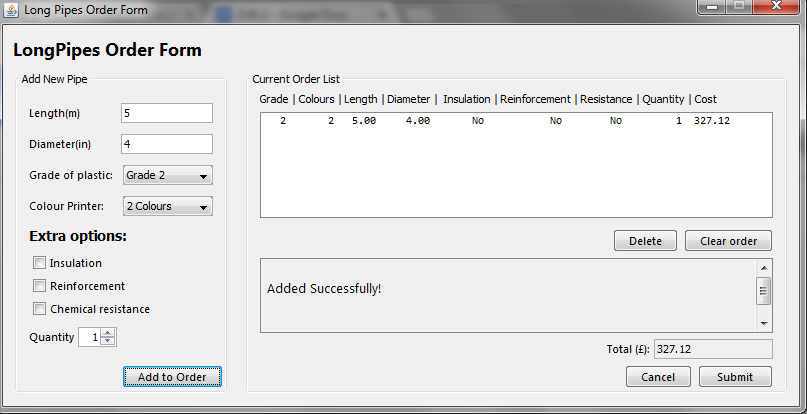 Long Pipes Order Form
LongPipes Order Form
Add New Pipe
Length(m) 5
Diameter(in) 4
Grade of plastic: Grade 2
Colour Printer: 2 Colours
Extra options:
Insulation
Reinforcement
Chemical resistance
Quantity 1
Add to Order
Current Order List
Grade | Colours | Length | Diameter | Insulation | Reinforcement | Resistance | Quantity | Cost
2 2 5.00 4.00 No No No 1 327.12
Delete Clear order
Added Successfully!
Total (£): 327.12
Cancel Submit